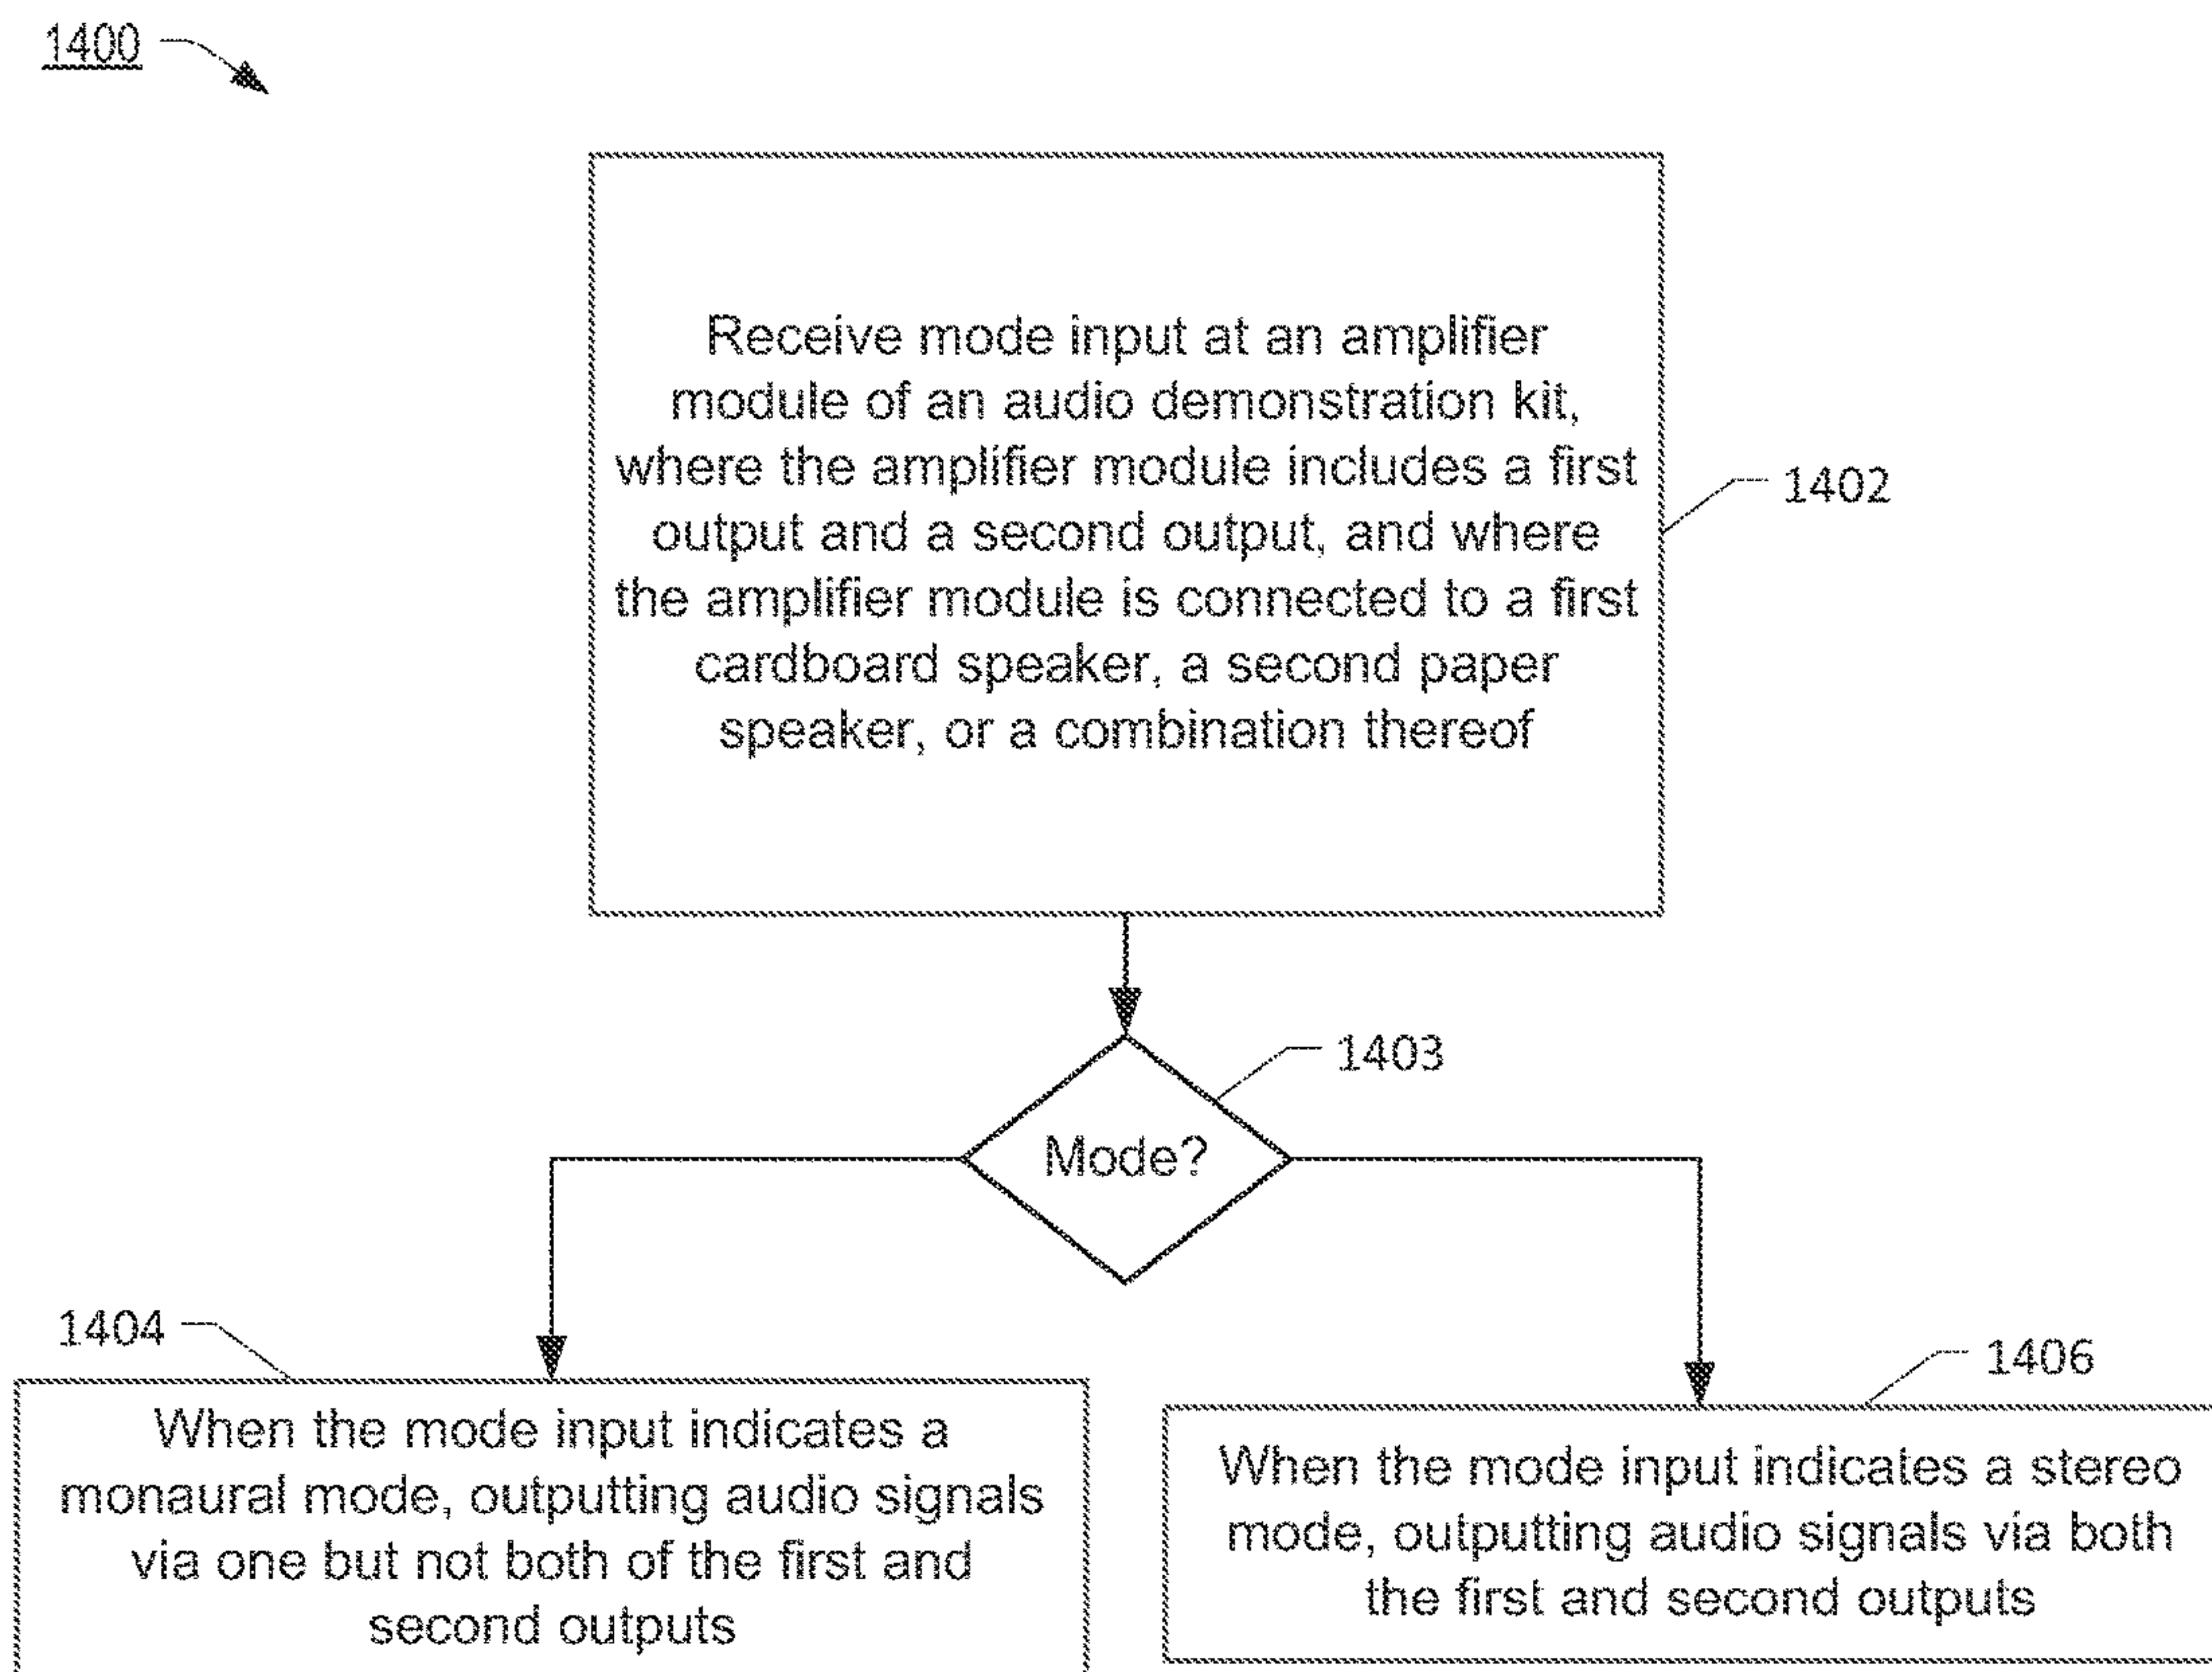 1400
Receive mode input at an amplifier
module of an audio demonstration kit,
where the amplifier module includes a first
output and a second output, and where
the amplifier module is connected to a first
cardboard speaker, a second paper
speaker, or a combination thereof
1402
1403
Mode?
1404
When the mode input indicates a
monaural mode, outputting audio signals
via one but not both of the first and
second outputs
1406
When the mode input indicates a stereo
mode, outputting audio signals via both
the first and second outputs